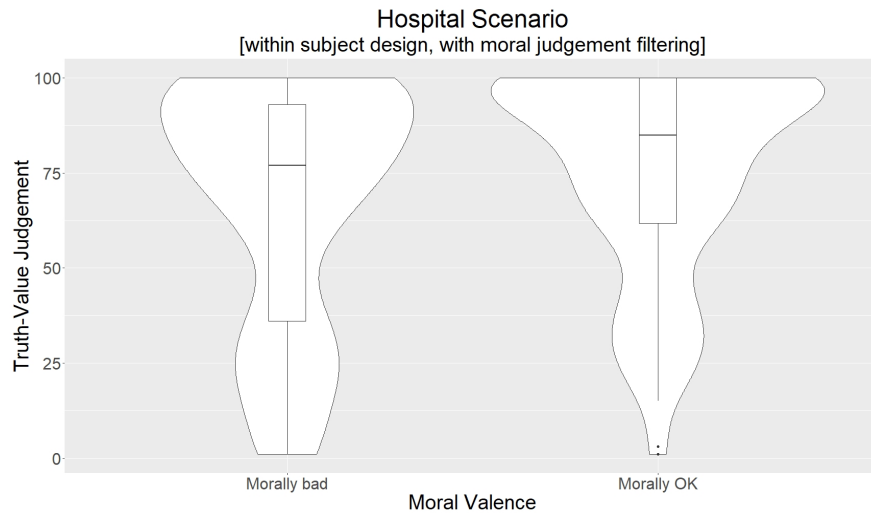 Hospital Scenario
[within subject design, with moral judgement filtering]
Truth-Value Judgement
100
75
50
25
0
Morally bad
Morally OK
Moral Valence